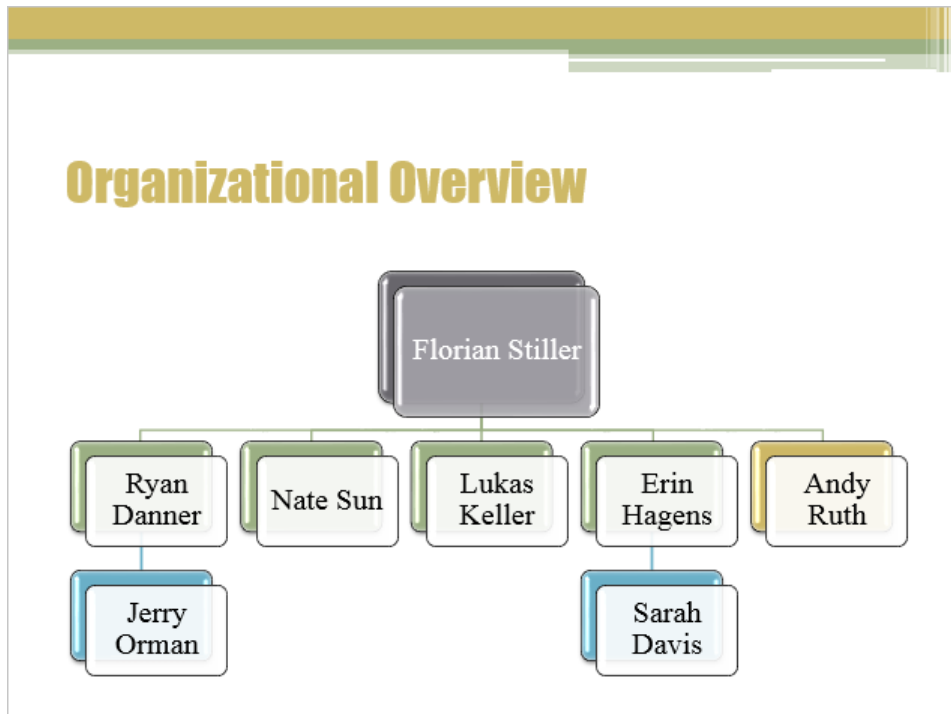 Organizational Overview
Florian Stiller
Ryan
Danner
Nate Sun
Lukas
Keller
Erin
Hagens
Andy
Ruth
Jerry
Orman
Sarah
Davis